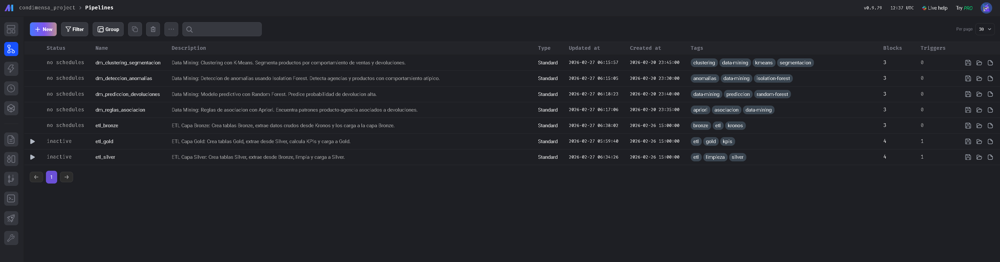 condimensa_project > Pipelines v0.9.79 12:37 UTC Live help Try PRO
+ New Filter Group ... Per page 30
Status Name Description Type Updated at Created at Tags Blocks Triggers
no schedules dm_clustering_segmentacion Data Mining: Clustering con K-Means. Segmenta productos por comportamiento de ventas y devoluciones. Standard 2026-02-27 06:15:57 2026-02-20 23:45:00 clustering data-mining kmeans segmentacion 3 0
no schedules dm_deteccion_anomalias Data Mining: Deteccion de anomalias usando Isolation Forest. Detecta agencias y productos con comportamiento atipico. Standard 2026-02-27 06:15:05 2026-02-20 23:30:00 anomalias data-mining isolation-forest 3 0
no schedules dm_prediccion_devoluciones Data Mining: Modelo predictivo con Random Forest. Predice probabilidad de devolucion alta. Standard 2026-02-27 06:18:23 2026-02-20 23:40:00 data-mining prediccion random-forest 3 0
no schedules dm_reglas_asociacion Data Mining: Reglas de asociacion con Apriori. Encuentra patrones producto-agencia asociados a devoluciones. Standard 2026-02-27 06:17:06 2026-02-20 23:35:00 apriori asociacion data-mining 3 0
no schedules etl_bronze ETL Capa Bronze: Crea tablas Bronze, extrae datos crudos desde Kronos y los carga a la capa Bronze. Standard 2026-02-27 06:38:02 2026-02-26 15:00:00 bronze etl kronos 3 0
inactive etl_gold ETL Capa Gold: Crea tablas Gold, extrae desde Silver, calcula KPIs y carga a Gold. Standard 2026-02-27 05:59:40 2026-02-26 15:00:00 etl gold kpis 4 1
inactive etl_silver ETL Capa Silver: Crea tablas Silver, extrae desde Bronze, limpia y carga a Silver. Standard 2026-02-27 06:34:26 2026-02-26 15:00:00 etl limpieza silver 4 1
← 1 →